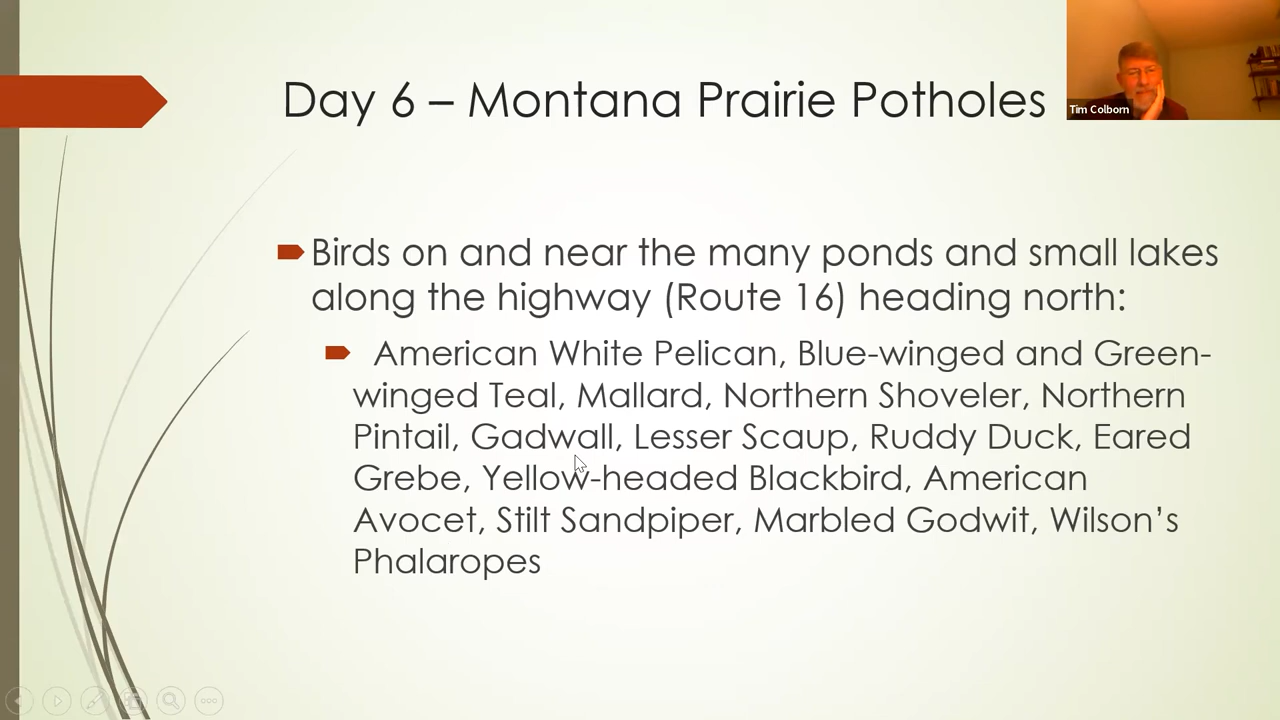 Day 6 – Montana Prairie Potholes
Tim Colborn
Birds on and near the many ponds and small lakes
along the highway (Route 16) heading north:
American White Pelican, Blue-winged and Green-
winged Teal, Mallard, Northern Shoveler, Northern
Pintail, Gadwall, Lesser Scaup, Ruddy Duck, Eared
Grebe, Yellow-headed Blackbird, American
Avocet, Stilt Sandpiper, Marbled Godwit, Wilson’s
Phalaropes